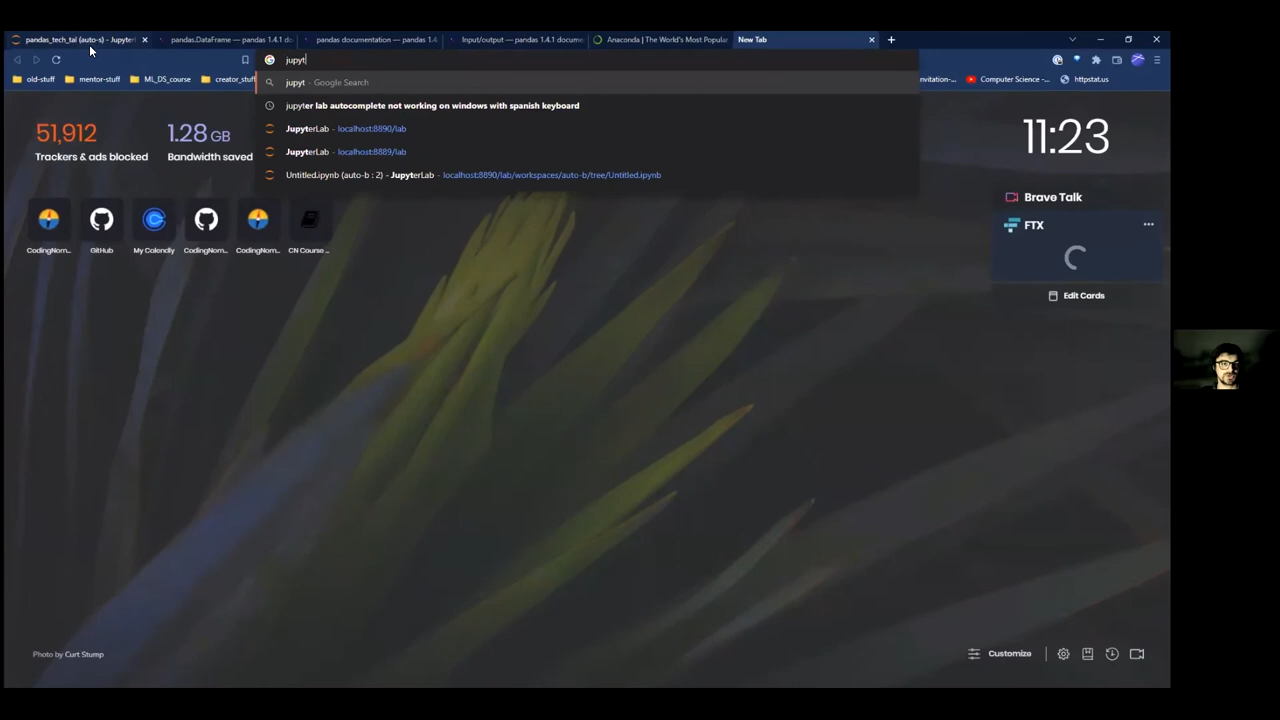 pandas_tech_tal (auto-s) - Jupyter
pandas.DataFrame — pandas 1.4.1 do
pandas documentation — pandas 1.4.
Input/output — pandas 1.4.1 docume
Anaconda | The World's Most Popular
New Tab
jupyt
old-stuff
mentor-stuff
ML_DS_course
creator_stuff
nvitation-...
Computer Science -...
httpstat.us
jupyt - Google Search
jupyter lab autocomplete not working on windows with spanish keyboard
JupyterLab - localhost:8890/lab
JupyterLab - localhost:8889/lab
Untitled.ipynb (auto-b : 2) - JupyterLab - localhost:8890/lab/workspaces/auto-b/tree/Untitled.ipynb
51,912
Trackers & ads blocked
1.28 GB
Bandwidth saved
11:23
Brave Talk
FTX
Edit Cards
CodingNom...
GitHub
My Calendly
CodingNom...
CodingNom...
CN Course ...
Photo by Curt Stump
Customize